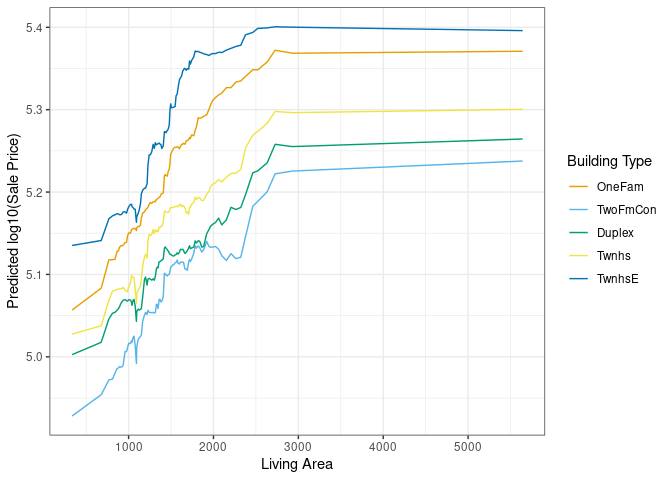 5.4
5.3
5.2
5.1
5.0
Predicted log10(Sale Price)
1000
2000
3000
4000
5000
Living Area
Building Type
OneFam
TwoFmCon
Duplex
Twnhs
TwnhsE